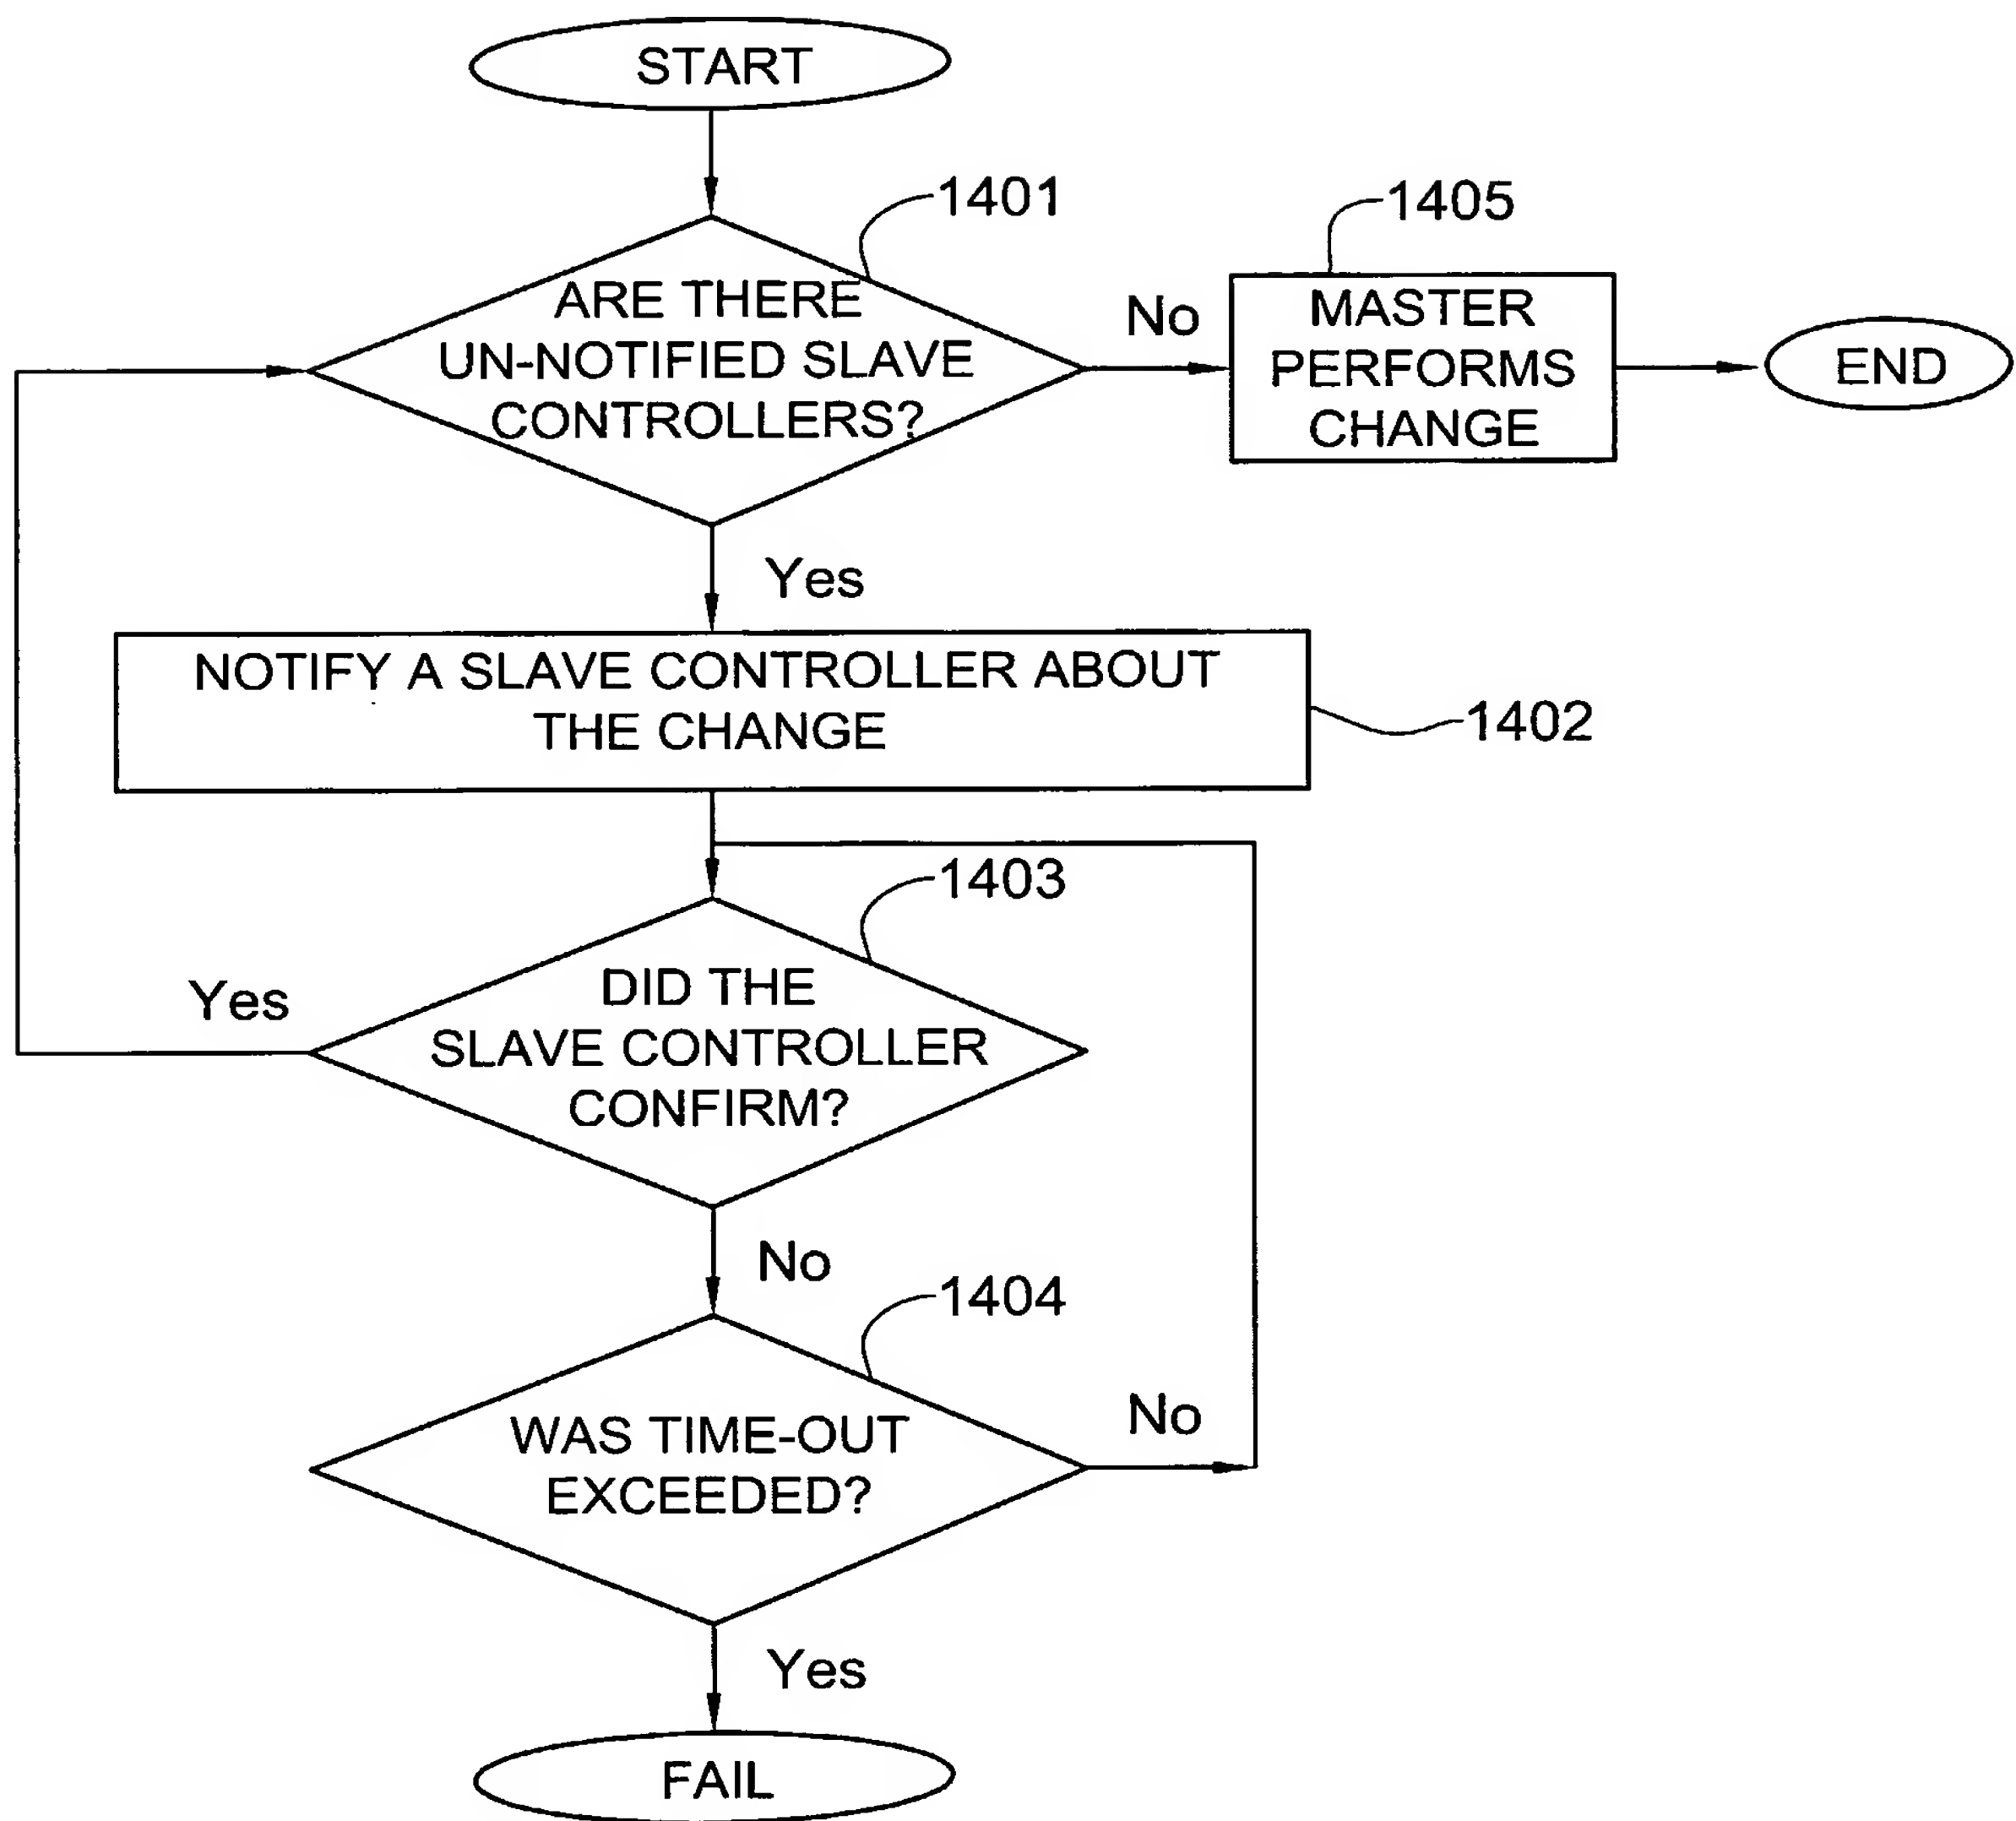 START
1401
1405
ARE THERE
UN-NOTIFIED SLAVE
CONTROLLERS?
No
MASTER
PERFORMS
CHANGE
END
Yes
NOTIFY A SLAVE CONTROLLER ABOUT
THE CHANGE
1402
1403
Yes
DID THE
SLAVE CONTROLLER
CONFIRM?
No
1404
WAS TIME-OUT
EXCEEDED?
No
Yes
FAIL